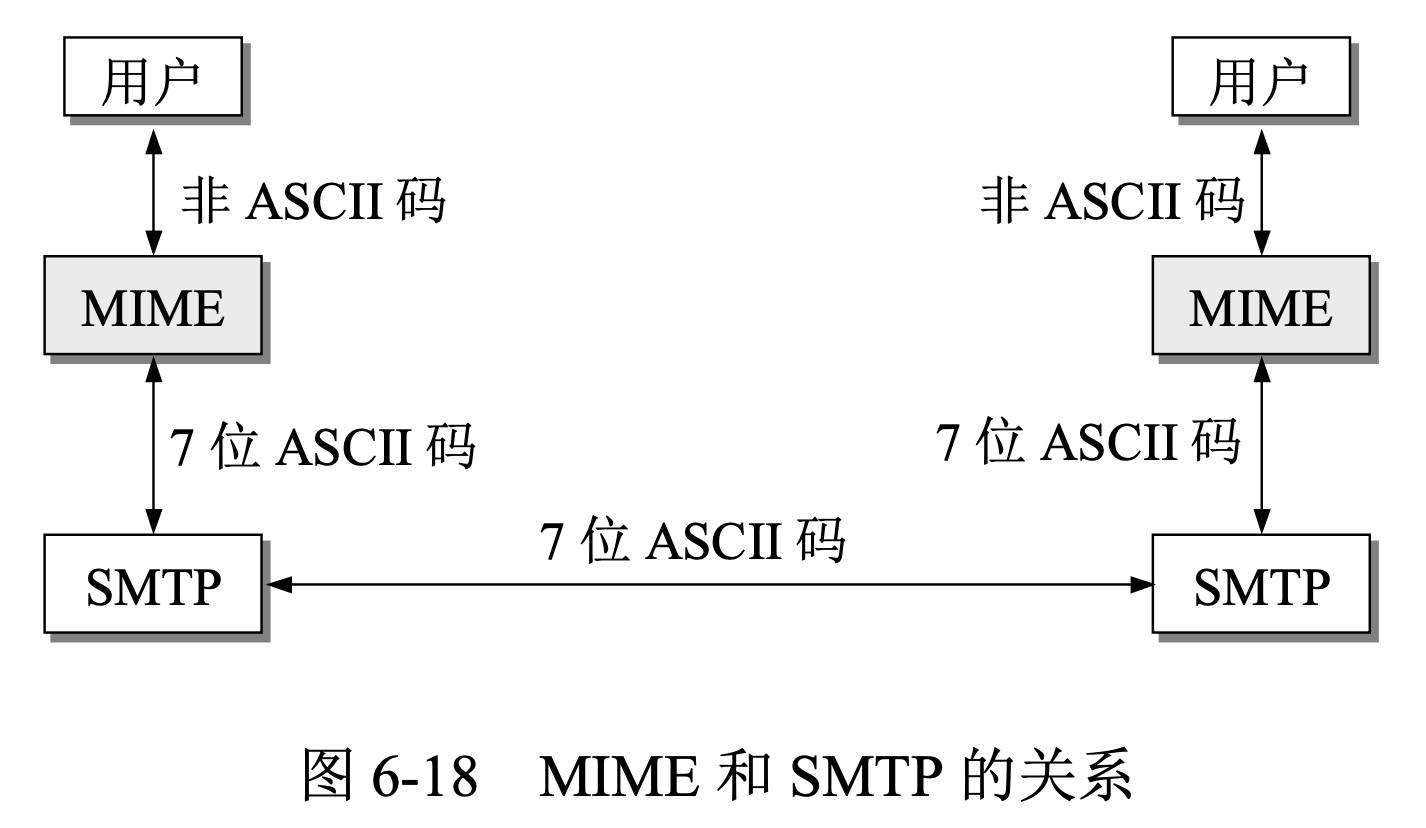 用户 用户
非 ASCII 码 非 ASCII 码
MIME MIME
7 位 ASCII 码 7 位 ASCII 码
7 位 ASCII 码
SMTP SMTP
图 6-18 MIME 和 SMTP 的关系